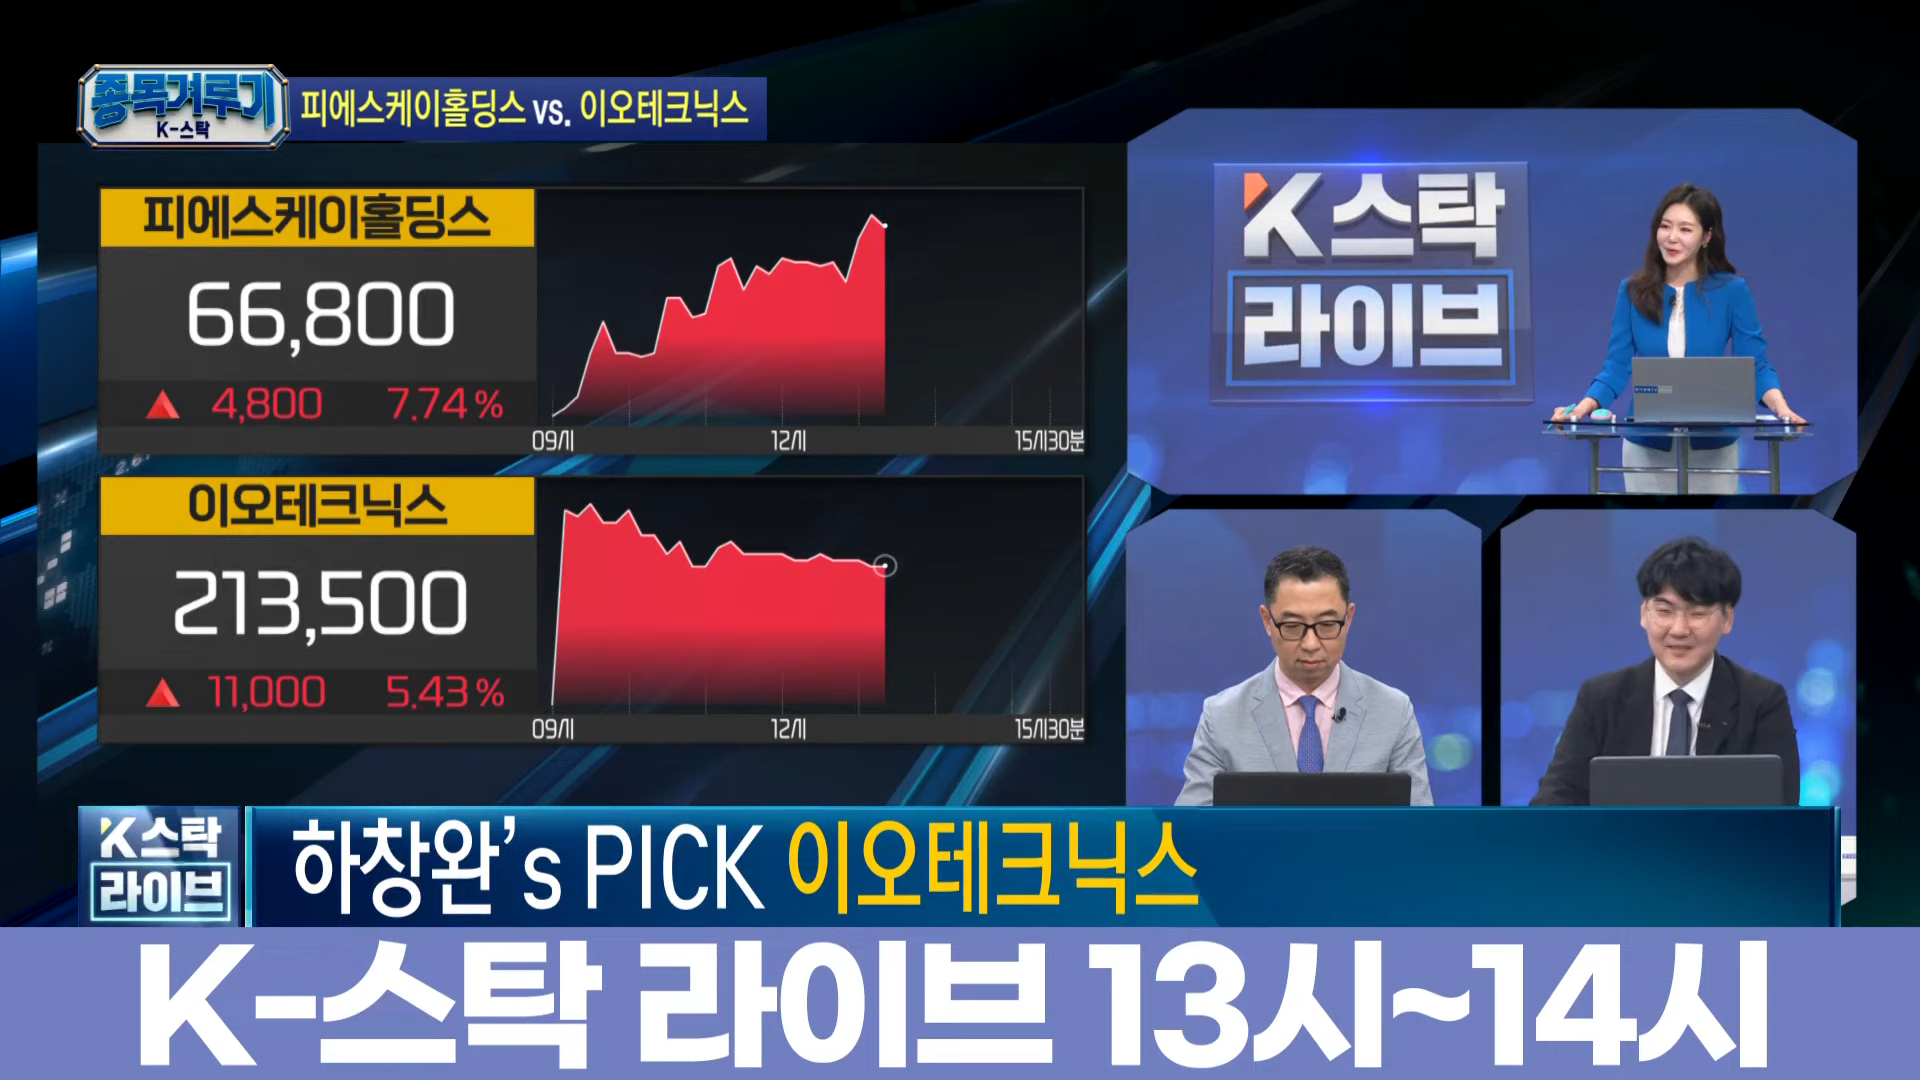 종목겨루기
K-스탁
피에스케이홀딩스 vs. 이오테크닉스
피에스케이홀딩스
66,800
▲ 4,800 7.74%
09시 12시 15시30분
이오테크닉스
213,500
▲ 11,000 5.43%
09시 12시 15시30분
K스탁
라이브
K스탁
라이브
하창완's PICK 이오테크닉스
K-스탁 라이브 13시~14시